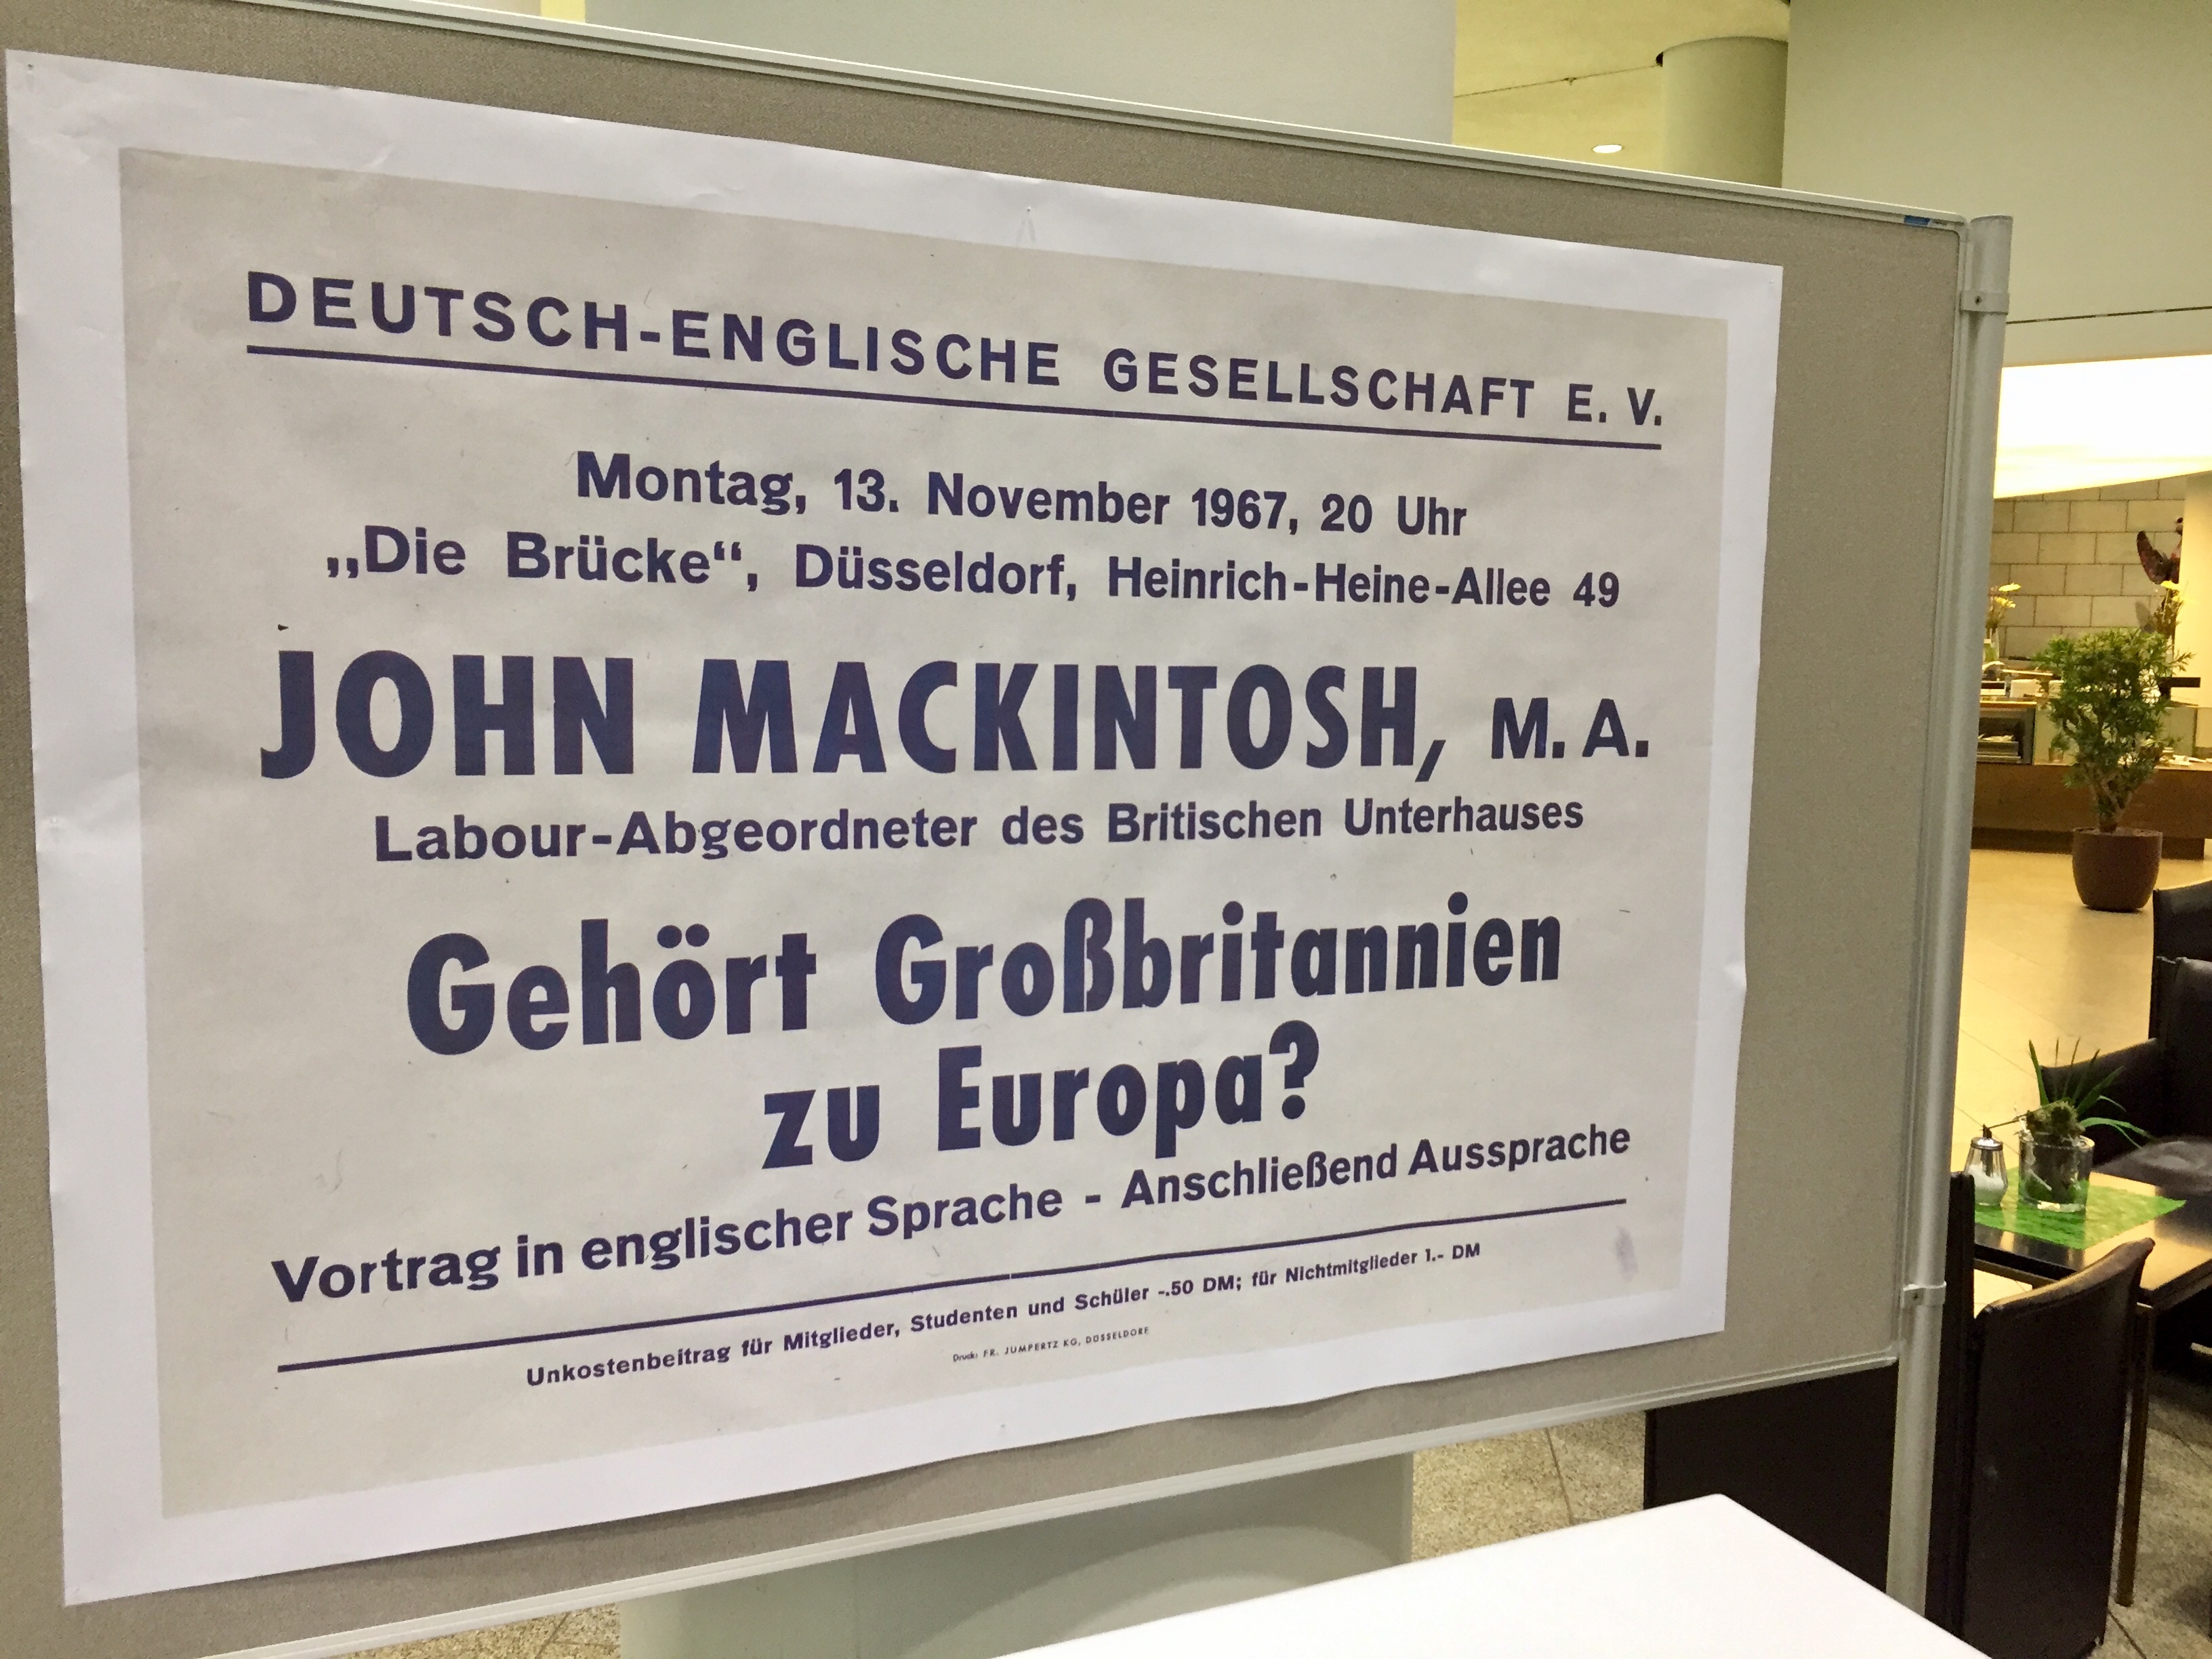 DEUTSCH-ENGLISCHE GESELLSCHAFT E. V.
Montag, 13. November 1967, 20 Uhr
„Die Brücke“, Düsseldorf, Heinrich-Heine-Allee 49
JOHN MACKINTOSH, M. A.
Labour-Abgeordneter des Britischen Unterhauses
Gehört Großbritannien
zu Europa?
Vortrag in englischer Sprache - Anschließend Aussprache
Unkostenbeitrag für Mitglieder, Studenten und Schüler -.50 DM; für Nichtmitglieder 1.- DM
Druck: FR. JUMPERTZ KG, DÜSSELDORF